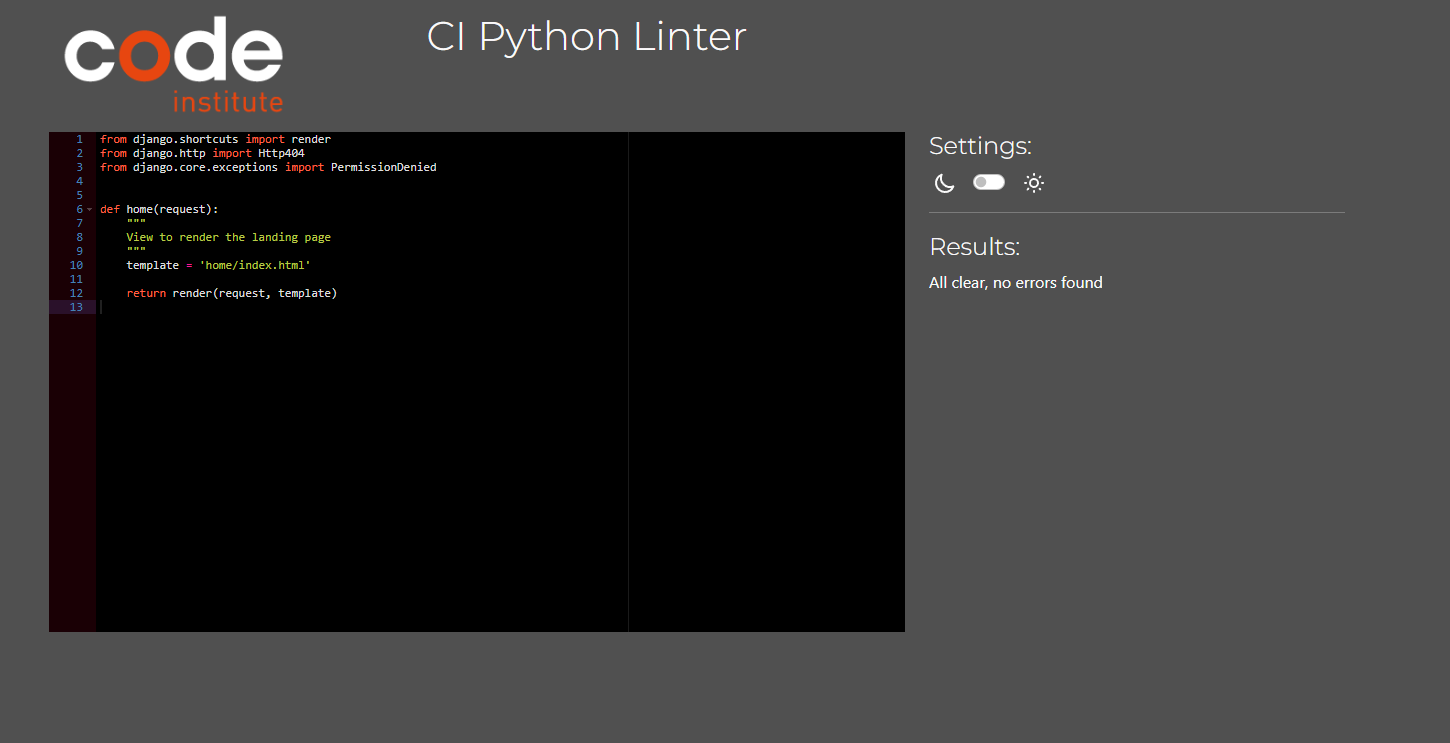 code
institute
CI Python Linter
1 from django.shortcuts import render
2 from django.http import Http404
3 from django.core.exceptions import PermissionDenied
4
5
6 def home(request):
7     """
8     View to render the landing page
9     """
10     template = 'home/index.html'
11
12     return render(request, template)
13
Settings:
Results:
All clear, no errors found